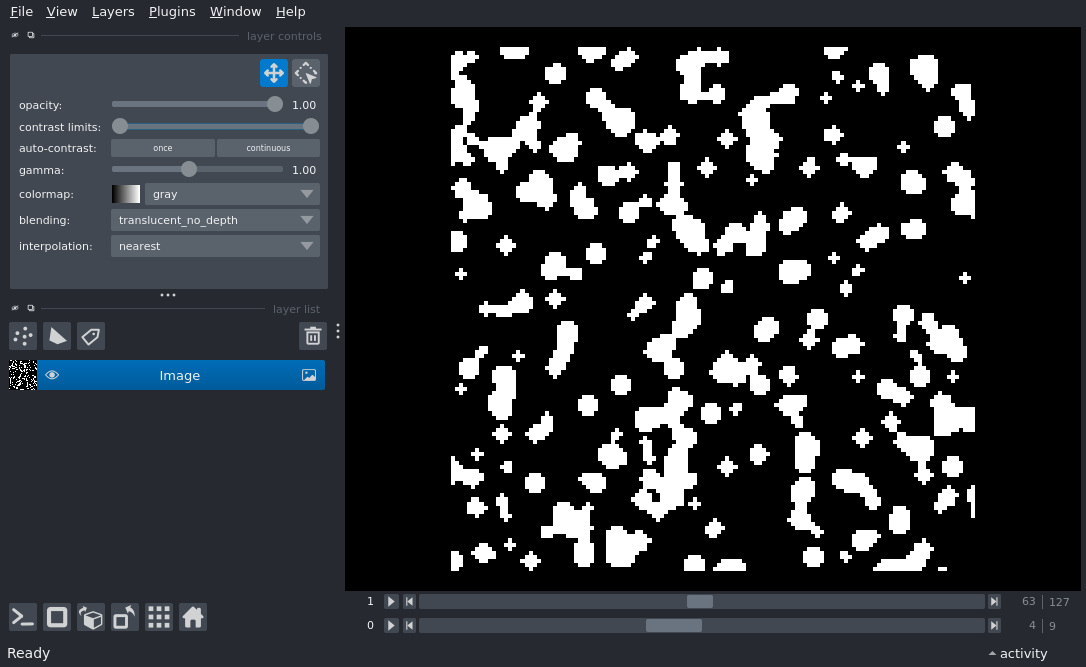 File View Layers Plugins Window Help
layer controls
opacity: 1.00
contrast limits:
auto-contrast: once continuous
gamma: 1.00
colormap: gray
blending: translucent_no_depth
interpolation: nearest
layer list
Image
1 63 127
0 4 9
Ready activity